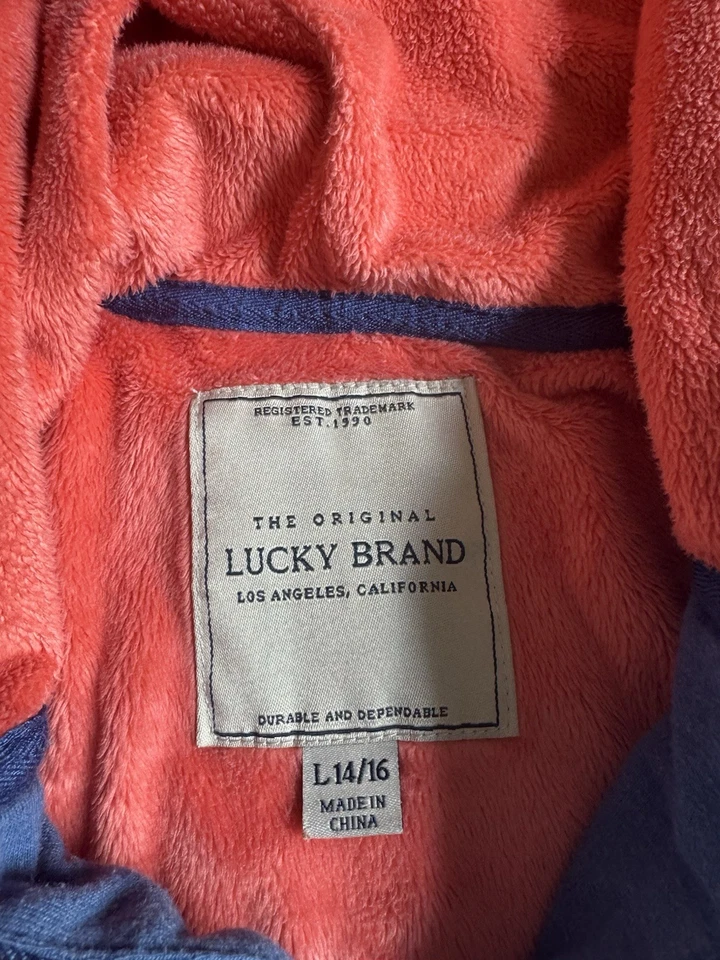 REGISTERED TRADEMARK
EST. 1990
THE ORIGINAL
LUCKY BRAND
LOS ANGELES, CALIFORNIA
DURABLE AND DEPENDABLE
L 14/16
MADE IN
CHINA